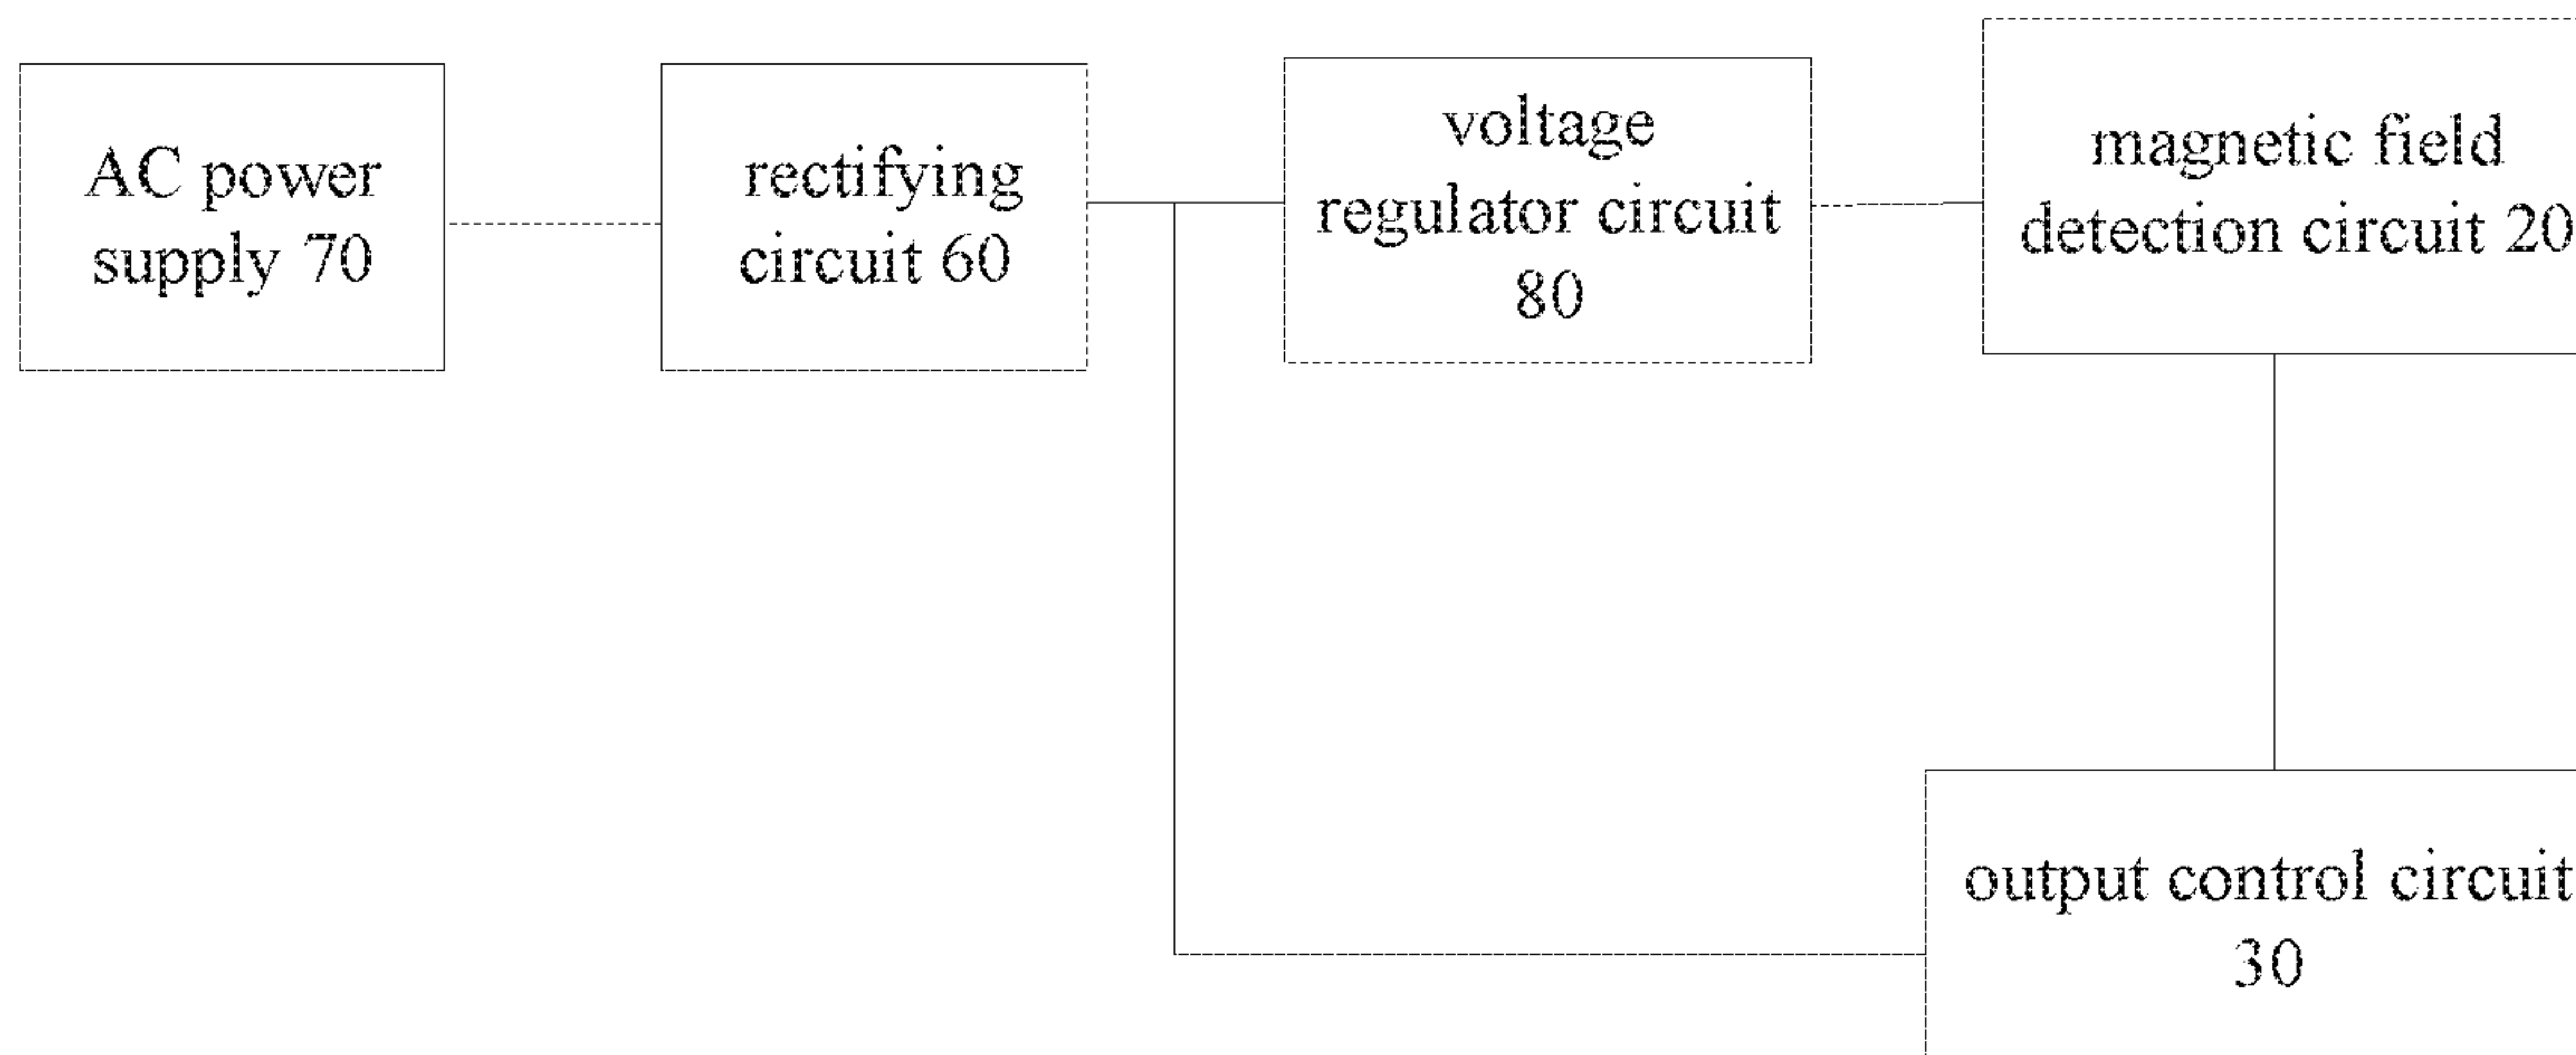 AC power
supply 70
rectifying
circuit 60
voltage
regulator circuit
80
magnetic field
detection circuit 20
output control circuit
30